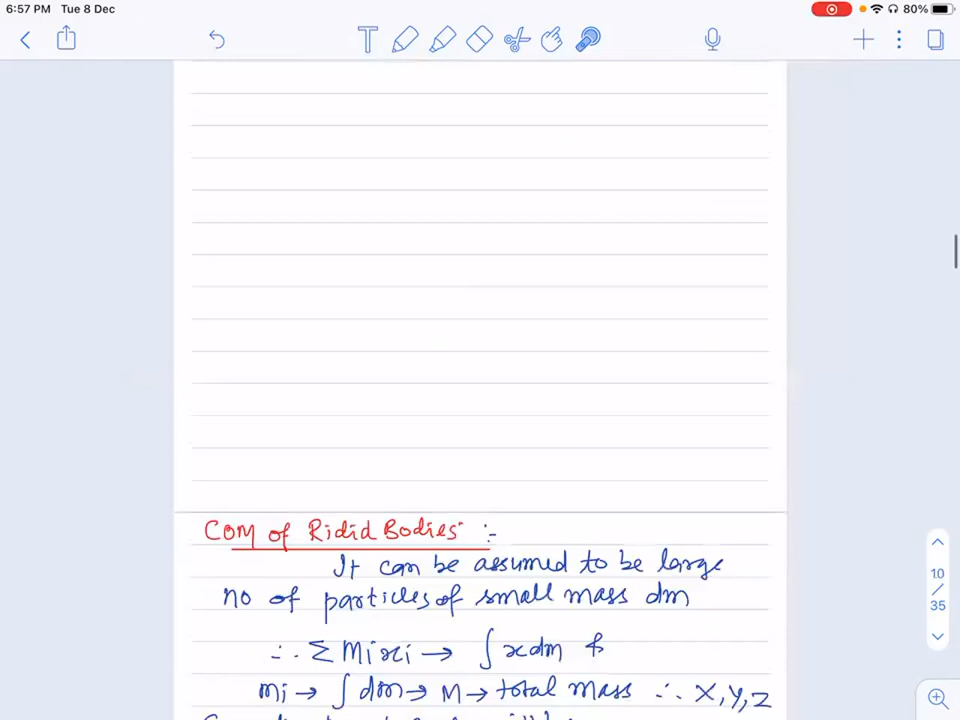 6:57 PM Tue 8 Dec
80%
T
COM of Ridid Bodies :-
It can be assumed to be large
no of particles of small mass dm
∴ Σ Mixi → ∫ xdm &
mi → ∫ dm → M → total mass ∴ X, Y, Z
10
/
35